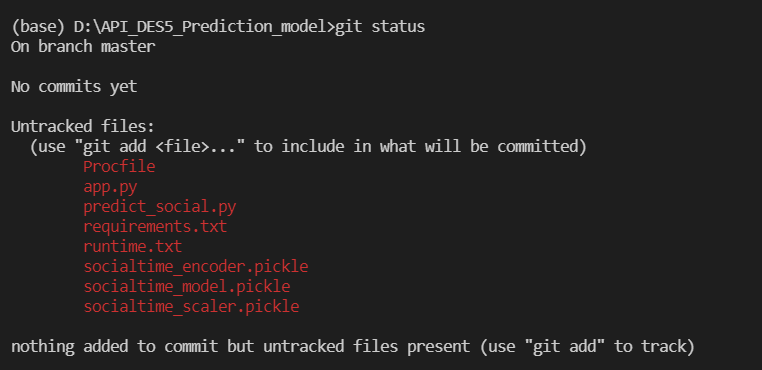 (base) D:\API_DES5_Prediction_model>git status
On branch master
No commits yet
Untracked files:
(use "git add <file>..." to include in what will be committed)
Procfile
app.py
predict_social.py
requirements.txt
runtime.txt
socialtime_encoder.pickle
socialtime_model.pickle
socialtime_scaler.pickle
nothing added to commit but untracked files present (use "git add" to track)